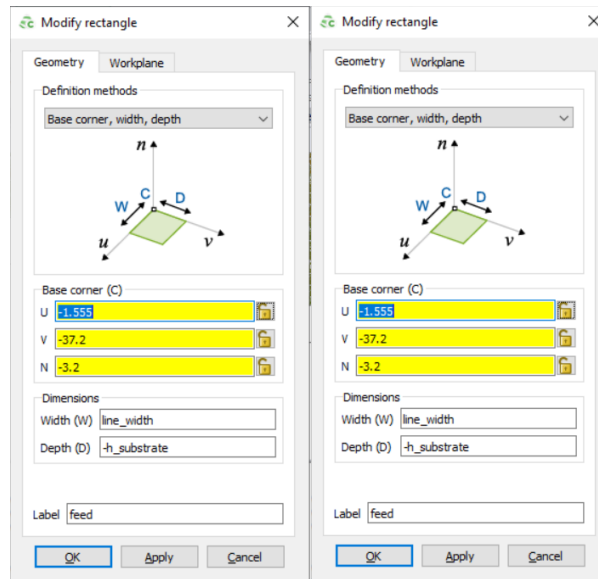 Modify rectangle
Geometry Workplane
Definition methods
Base corner, width, depth
n
C
W D
u v
Base corner (C)
U -1.555
V -37.2
N -3.2
Dimensions
Width (W) line_width
Depth (D) -h_substrate
Label feed
OK Apply Cancel
Modify rectangle
Geometry Workplane
Definition methods
Base corner, width, depth
n
C
W D
u v
Base corner (C)
U -1.555
V -37.2
N -3.2
Dimensions
Width (W) line_width
Depth (D) -h_substrate
Label feed
OK Apply Cancel